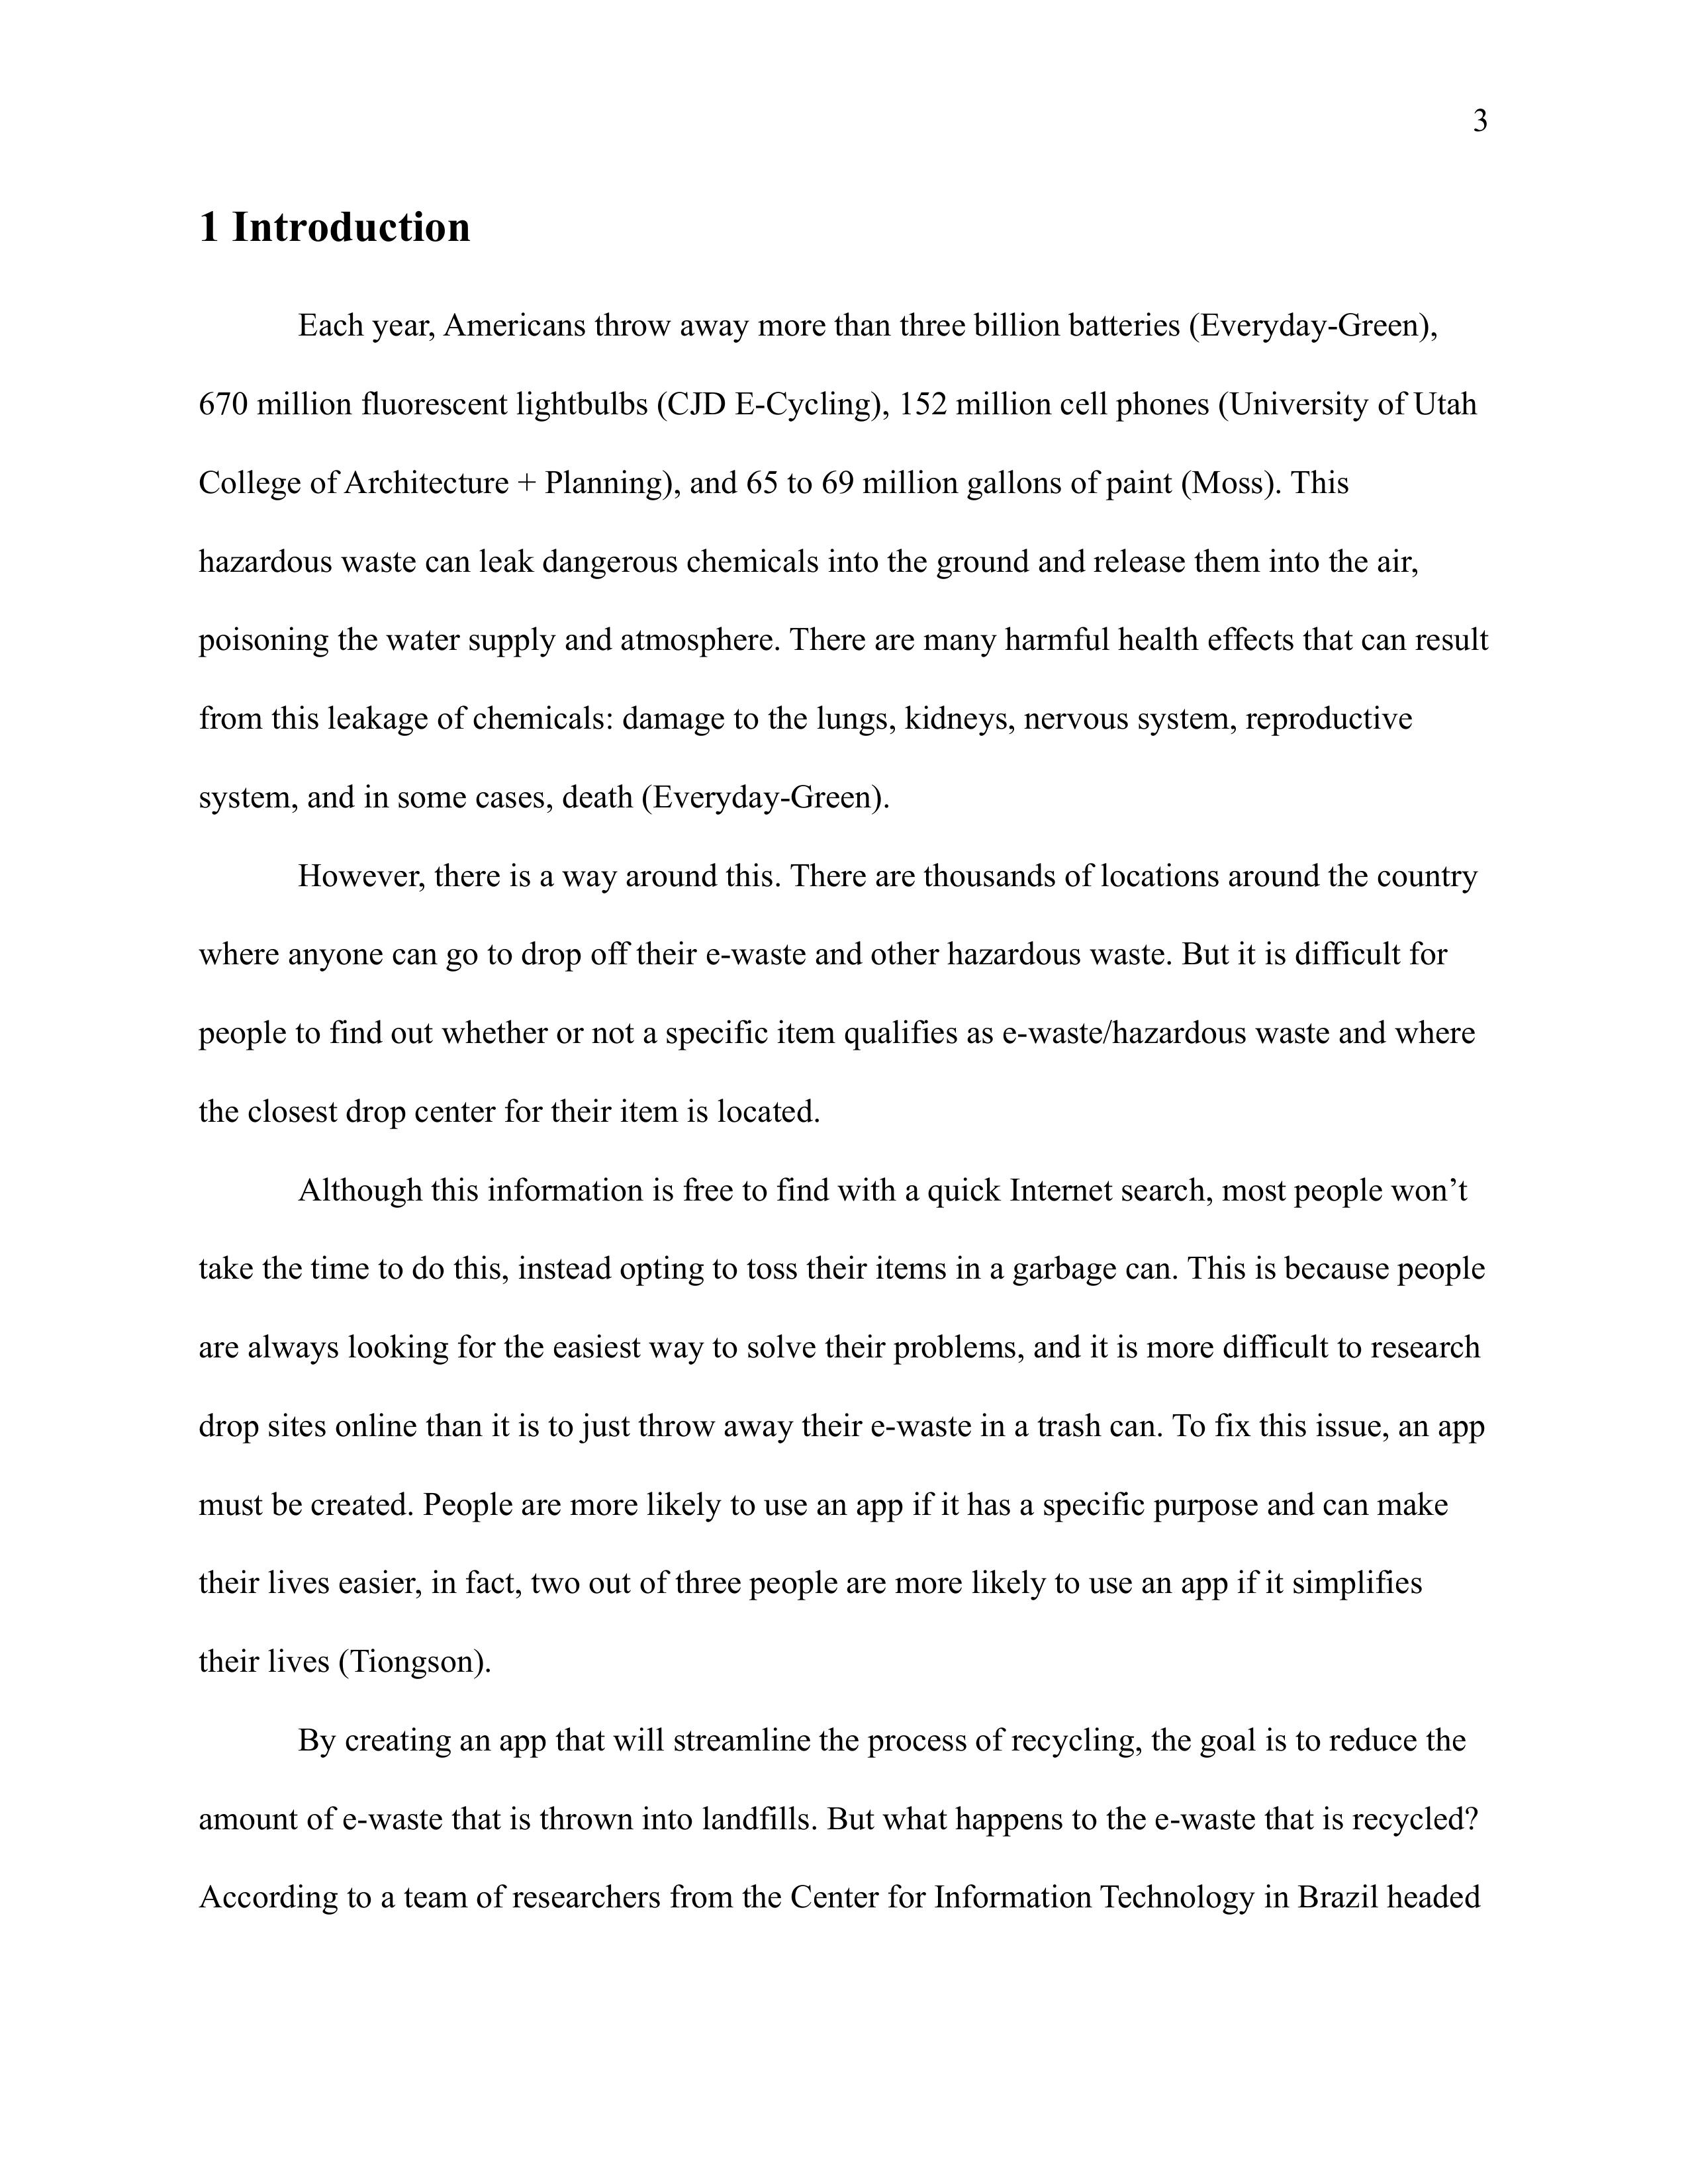 3
1 Introduction
Each year, Americans throw away more than three billion batteries (Everyday-Green),
670 million fluorescent lightbulbs (CJD E-Cycling), 152 million cell phones (University of Utah
College of Architecture + Planning), and 65 to 69 million gallons of paint (Moss). This
hazardous waste can leak dangerous chemicals into the ground and release them into the air,
poisoning the water supply and atmosphere. There are many harmful health effects that can result
from this leakage of chemicals: damage to the lungs, kidneys, nervous system, reproductive
system, and in some cases, death (Everyday-Green).
However, there is a way around this. There are thousands of locations around the country
where anyone can go to drop off their e-waste and other hazardous waste. But it is difficult for
people to find out whether or not a specific item qualifies as e-waste/hazardous waste and where
the closest drop center for their item is located.
Although this information is free to find with a quick Internet search, most people won’t
take the time to do this, instead opting to toss their items in a garbage can. This is because people
are always looking for the easiest way to solve their problems, and it is more difficult to research
drop sites online than it is to just throw away their e-waste in a trash can. To fix this issue, an app
must be created. People are more likely to use an app if it has a specific purpose and can make
their lives easier, in fact, two out of three people are more likely to use an app if it simplifies
their lives (Tiongson).
By creating an app that will streamline the process of recycling, the goal is to reduce the
amount of e-waste that is thrown into landfills. But what happens to the e-waste that is recycled?
According to a team of researchers from the Center for Information Technology in Brazil headed